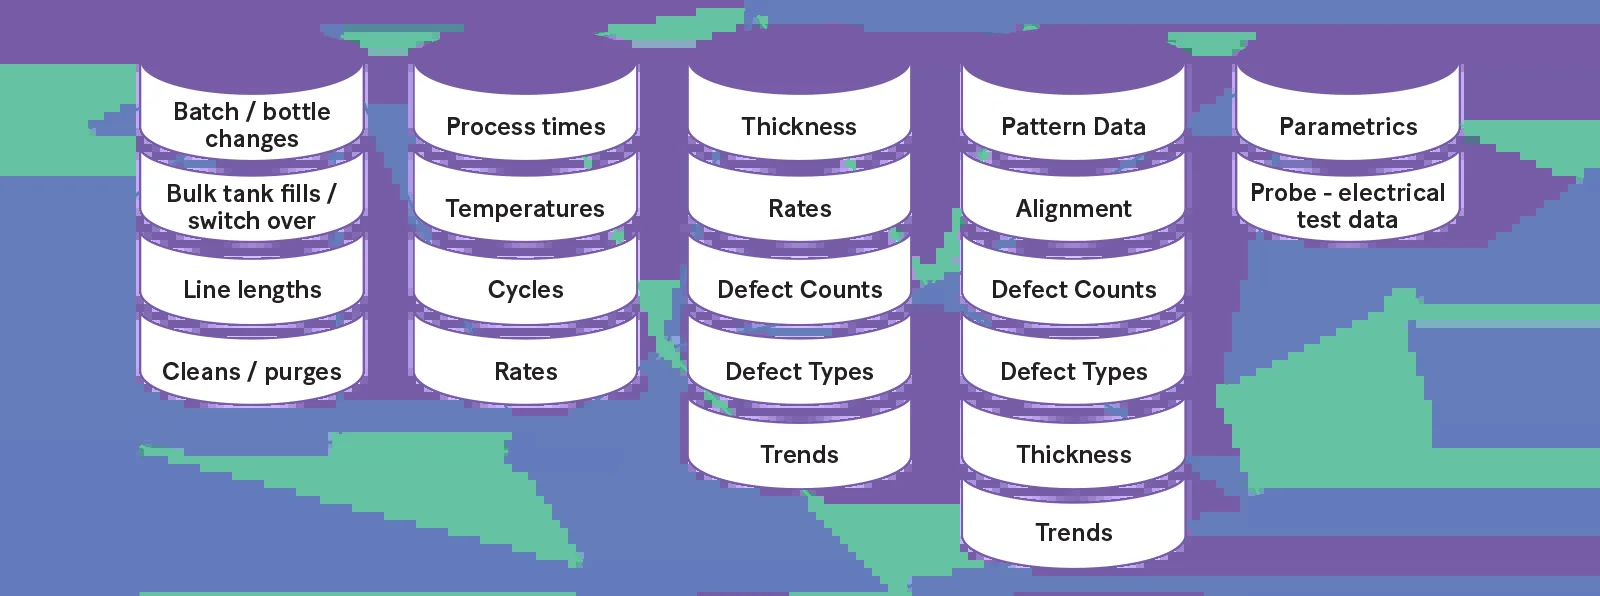 Batch / bottle
changes
Bulk tank fills /
switch over
Line lengths
Cleans / purges
Process times
Temperatures
Cycles
Rates
Thickness
Rates
Defect Counts
Defect Types
Trends
Pattern Data
Alignment
Defect Counts
Defect Types
Thickness
Trends
Parametrics
Probe - electrical
test data